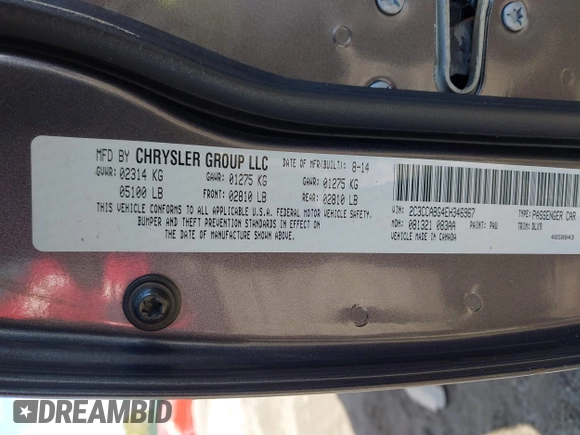 MFD BY CHRYSLER GROUP LLC DATE OF MFR(BUILT): 8-14
GVWR: 02314 KG GAWR: 01275 KG GAWR: 01275 KG
05100 LB FRONT: 02810 LB REAR: 02810 LB
THIS VEHICLE CONFORMS TO ALL APPLICABLE U.S.A. FEDERAL MOTOR VEHICLE SAFETY,
BUMPER AND THEFT PREVENTION STANDARDS IN EFFECT ON
THE DATE OF MANUFACTURE SHOWN ABOVE.
VIN: 2C3CCABG4EH348367 TYPE: PASSENGER CAR
MDH: 081321 083AA PAINT: PAU TRIM: DLV9
VEHICLE MADE IN CANADA
DREAMBID